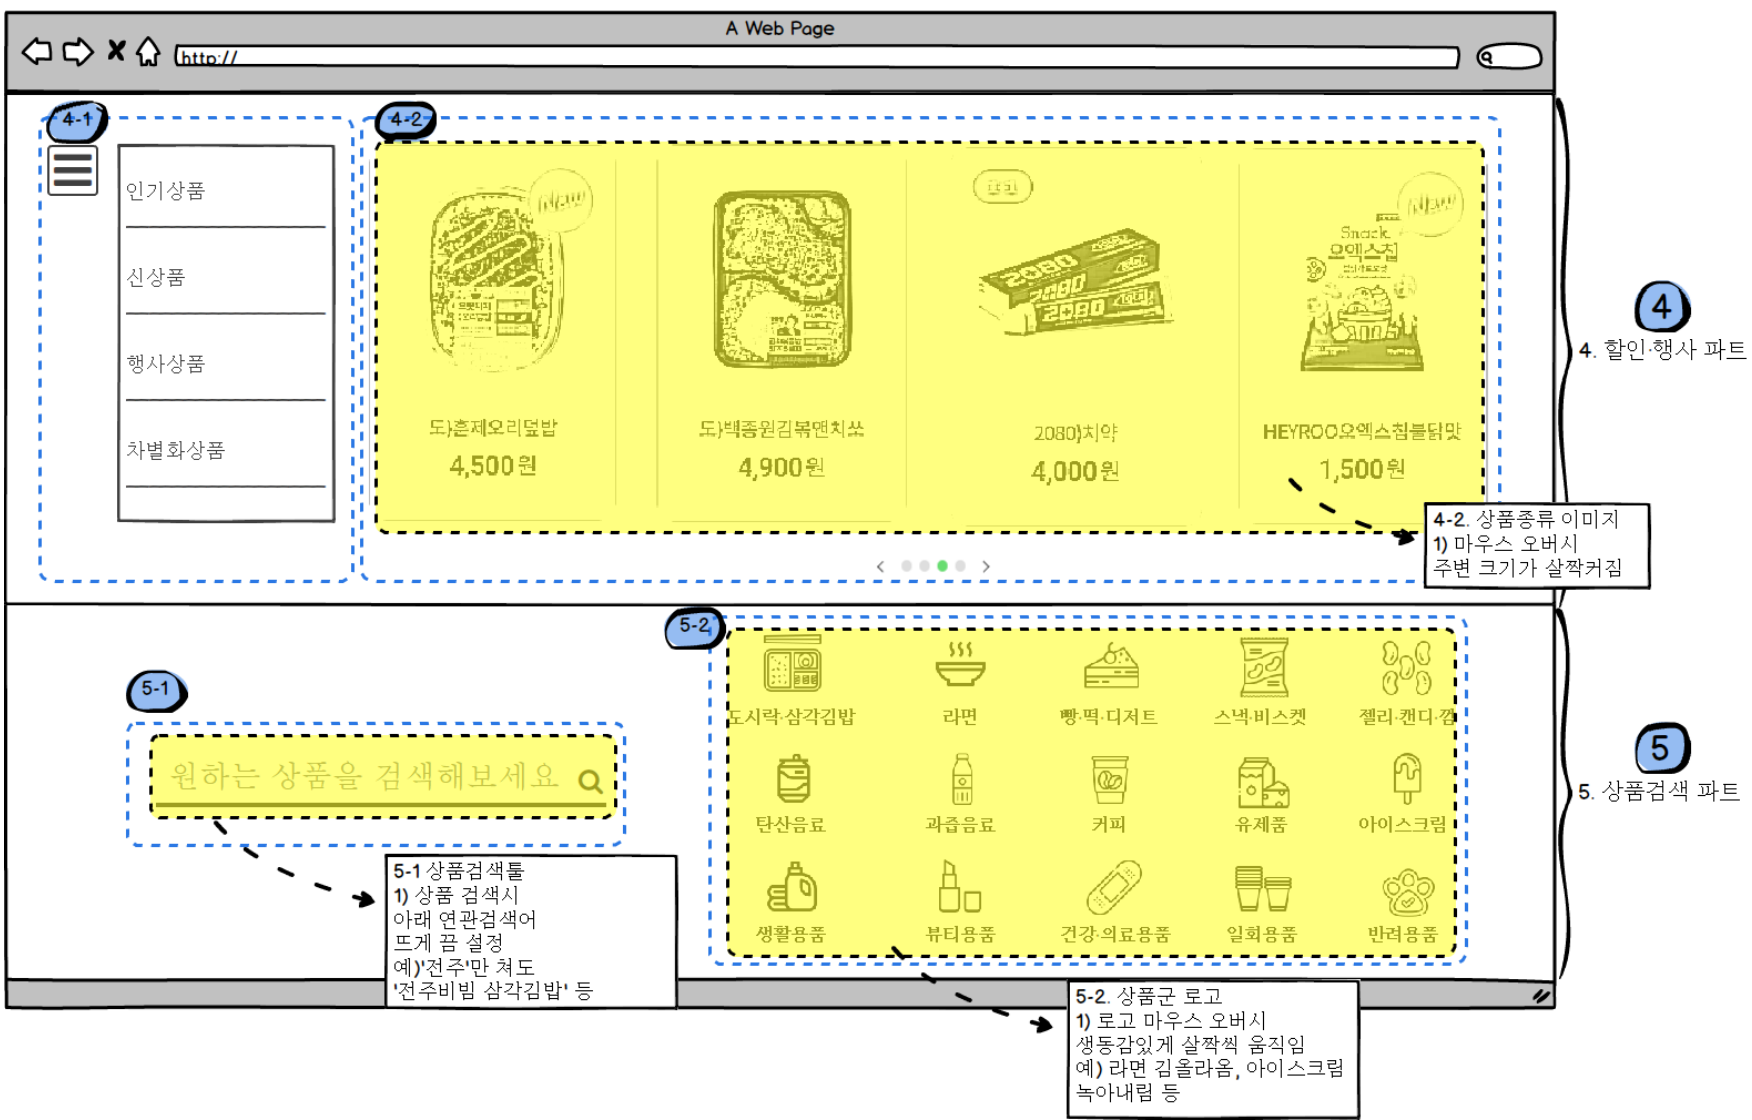 A Web Page
http://
4-1
4-2
인기상품
신상품
행사상품
차별화상품
New
New
Snack
요엑스칩
2080
2080
2080
도)훈제오리덮밥
4,500원
도)백종원김볶앤치쏘
4,900원
2080)치약
4,000원
HEYROO요엑스칩불닭맛
1,500원
4
4. 할인·행사 파트
4-2. 상품종류 이미지
1) 마우스 오버시
주변 크기가 살짝커짐
5-1
원하는 상품을 검색해보세요
5-1 상품검색툴
1) 상품 검색시
아래 연관검색어
뜨게 끔 설정
예)'전주'만 쳐도
'전주비빔 삼각김밥' 등
5-2
도시락·삼각김밥
라면
빵·떡·디저트
스낵·비스켓
젤리·캔디·껌
탄산음료
과즙음료
커피
유제품
아이스크림
생활용품
뷰티용품
건강·의료용품
일회용품
반려용품
5
5. 상품검색 파트
5-2. 상품군 로고
1) 로고 마우스 오버시
생동감있게 살짝씩 움직임
예) 라면 김올라옴, 아이스크림
녹아내림 등